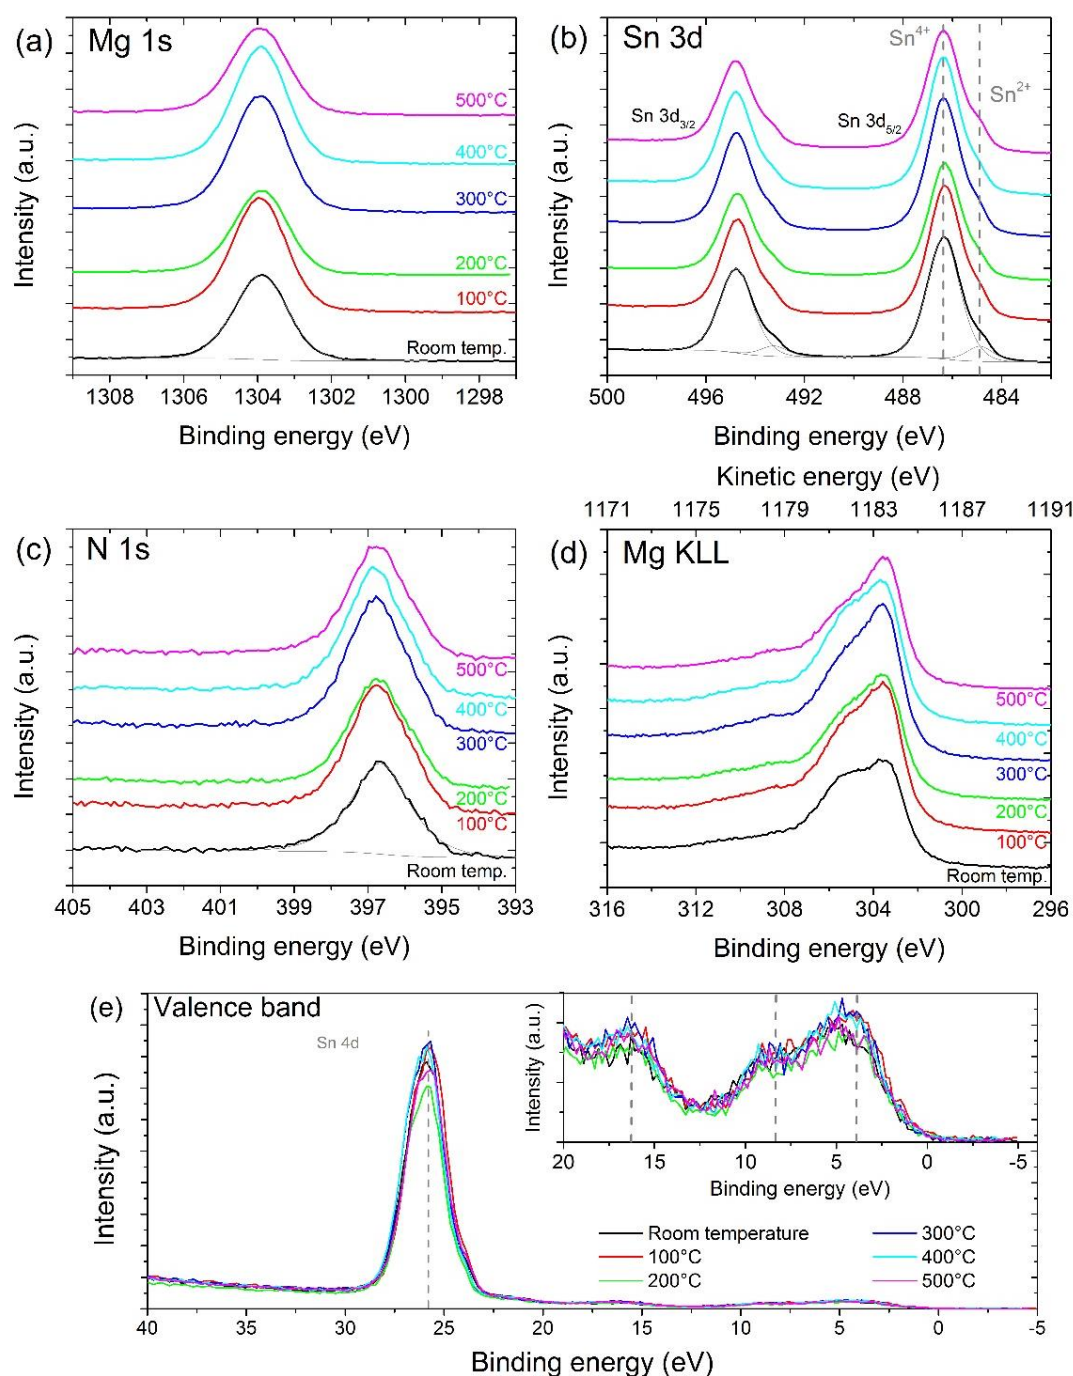 (a) Mg 1s
500°C
400°C
300°C
200°C
100°C
Room temp.
Intensity (a.u.)
1308 1306 1304 1302 1300 1298
Binding energy (eV)
(b) Sn 3d
Sn⁴⁺
Sn²⁺
Sn 3d₃/₂
Sn 3d₅/₂
Intensity (a.u.)
500 496 492 488 484
Binding energy (eV)
(c) N 1s
500°C
400°C
300°C
200°C
100°C
Room temp.
Intensity (a.u.)
405 403 401 399 397 395 393
Binding energy (eV)
Kinetic energy (eV)
1171 1175 1179 1183 1187 1191
(d) Mg KLL
500°C
400°C
300°C
200°C
100°C
Room temp.
Intensity (a.u.)
316 312 308 304 300 296
Binding energy (eV)
(e) Valence band
Sn 4d
Intensity (a.u.)
40 35 30 25 20 15 10 5 0 -5
Binding energy (eV)
Intensity (a.u.)
20 15 10 5 0 -5
Binding energy (eV)
Room temperature
100°C
200°C
300°C
400°C
500°C